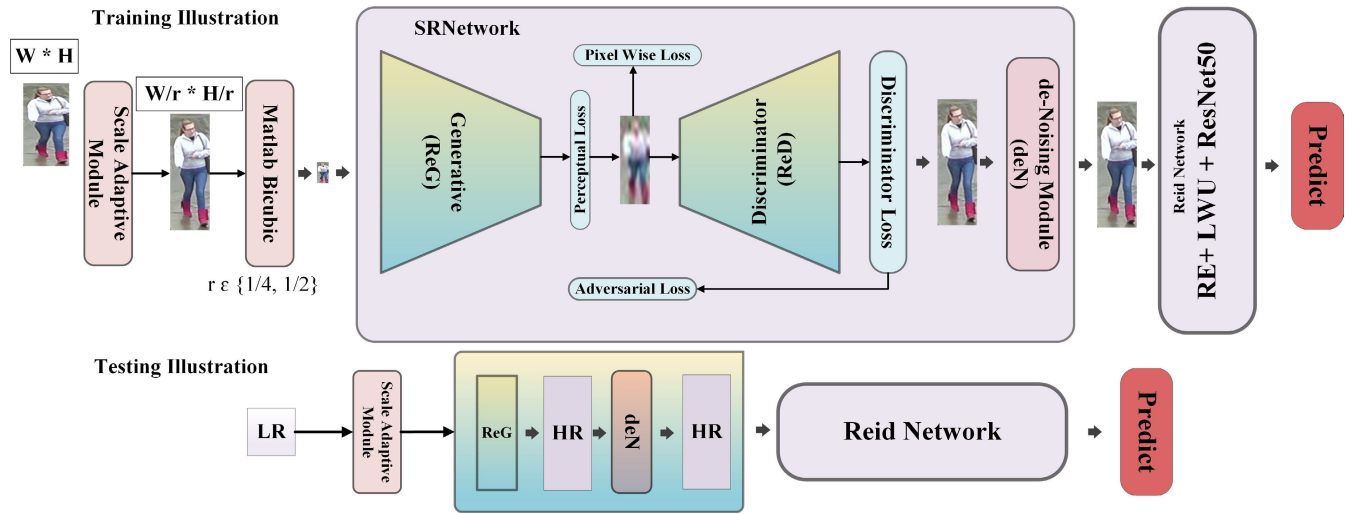 Training Illustration
SRNetwork
W * H
Scale Adaptive
Module
W/r * H/r
Matlab Bicubic
r ε {1/4, 1/2}
Generative
(ReG)
Perceptual Loss
Pixel Wise Loss
Discriminator
(ReD)
Discriminator Loss
Adversarial Loss
de-Noising Module
(deN)
Reid Network
RE+ LWU + ResNet50
Predict
Testing Illustration
LR
Scale Adaptive
Module
ReG
HR
deN
HR
Reid Network
Predict